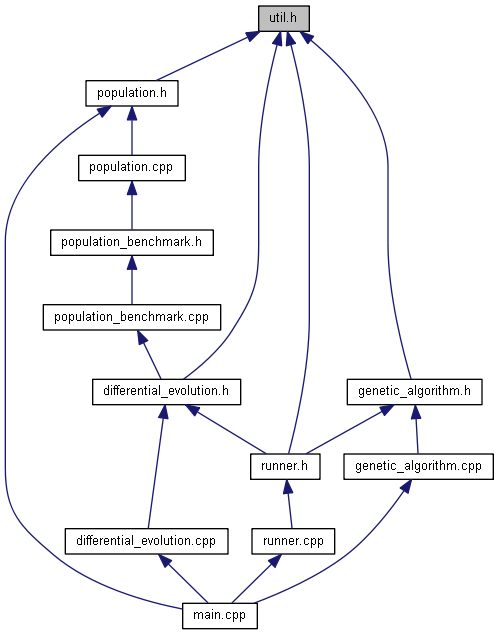 util.h
population.h
population.cpp
population_benchmark.h
population_benchmark.cpp
differential_evolution.h
genetic_algorithm.h
runner.h
genetic_algorithm.cpp
differential_evolution.cpp
runner.cpp
main.cpp